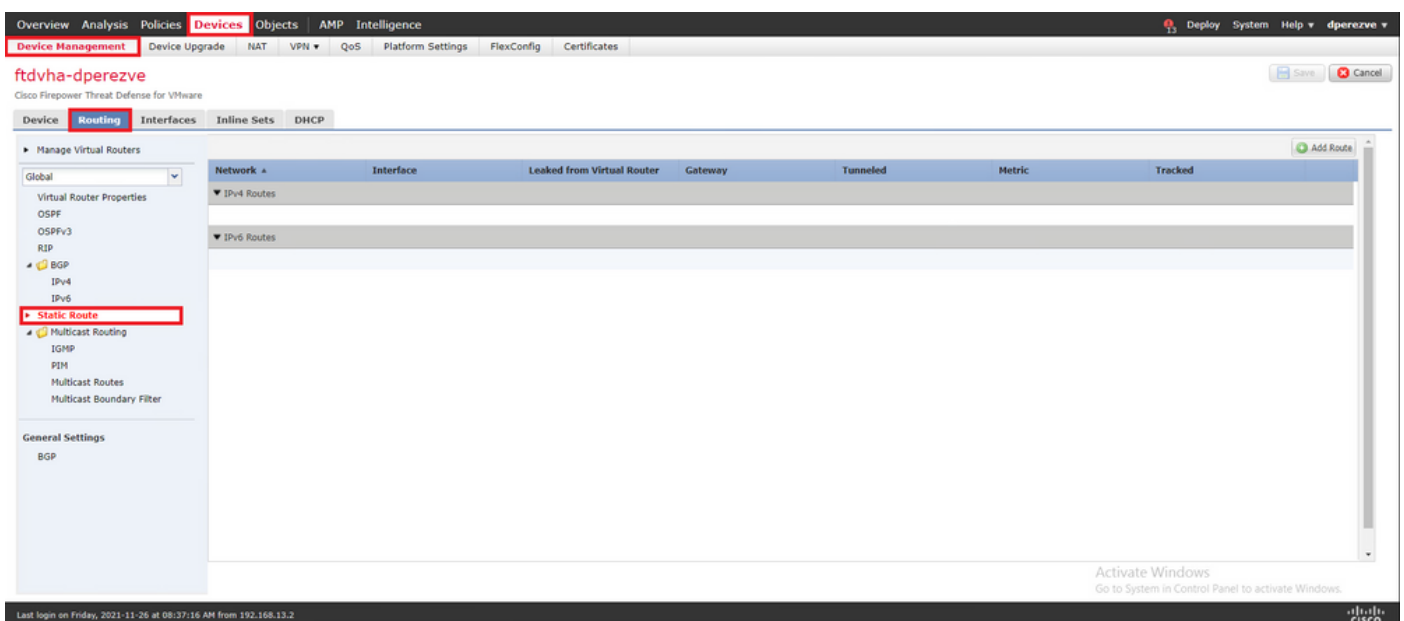 Overview Analysis Policies Devices Objects AMP Intelligence 13 Deploy System Help dperezve
Device Management Device Upgrade NAT VPN QoS Platform Settings FlexConfig Certificates
ftdvha-dperezve
Save Cancel
Cisco Firepower Threat Defense for VMware
Device Routing Interfaces Inline Sets DHCP
Manage Virtual Routers
Add Route
Global
Network Interface Leaked from Virtual Router Gateway Tunneled Metric Tracked
IPv4 Routes
IPv6 Routes
Virtual Router Properties
OSPF
OSPFv3
RIP
BGP
IPv4
IPv6
Static Route
Multicast Routing
IGMP
PIM
Multicast Routes
Multicast Boundary Filter
General Settings
BGP
Activate Windows
Go to System in Control Panel to activate Windows.
Last login on Friday, 2021-11-26 at 08:37:16 AM from 192.168.13.2
CISCO